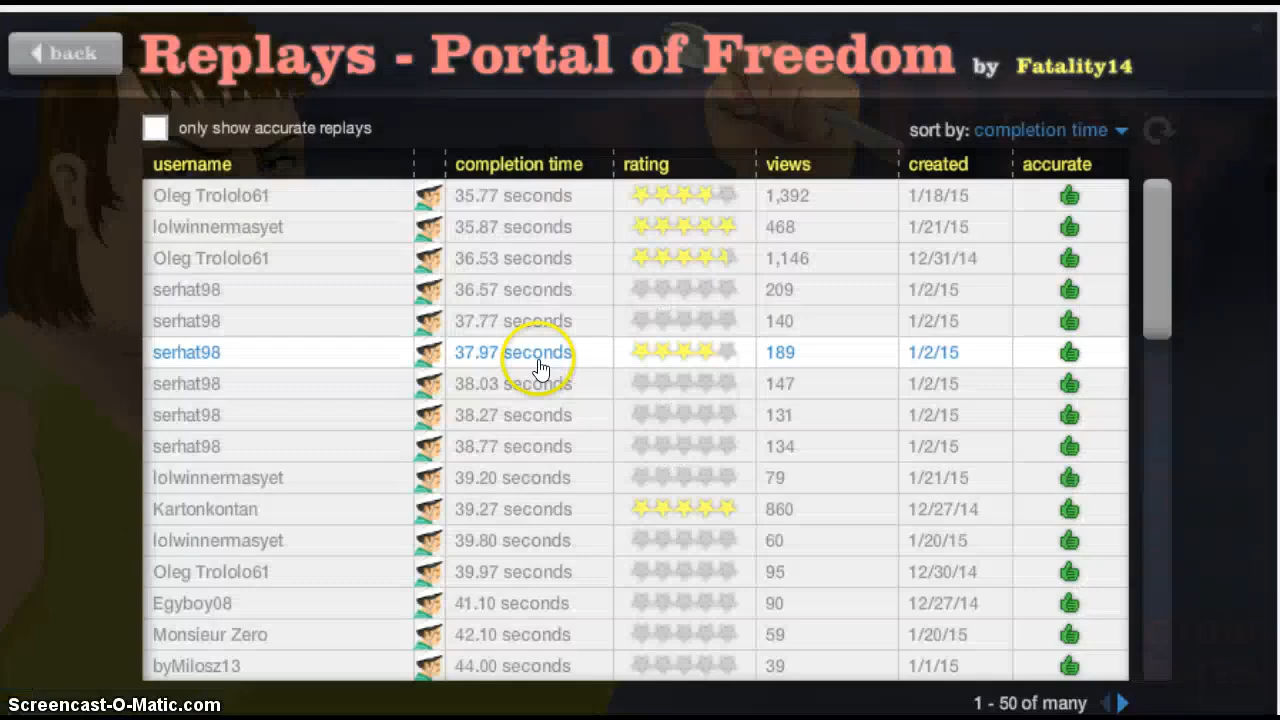 back Replays - Portal of Freedom by Fatality14
only show accurate replays sort by: completion time
username completion time rating views created accurate
Oleg Trololo61 35.77 seconds 1,392 1/18/15
lolwinnermasyet 35.87 seconds 468 1/21/15
Oleg Trololo61 36.53 seconds 1,146 12/31/14
serhat98 36.57 seconds 209 1/2/15
serhat98 37.77 seconds 140 1/2/15
serhat98 37.97 seconds 189 1/2/15
serhat98 38.03 seconds 147 1/2/15
serhat98 38.27 seconds 131 1/2/15
serhat98 38.77 seconds 134 1/2/15
lolwinnermasyet 39.20 seconds 79 1/21/15
Kartonkontan 39.27 seconds 860 12/27/14
lolwinnermasyet 39.80 seconds 60 1/20/15
Oleg Trololo61 39.97 seconds 95 12/30/14
Egyboy08 41.10 seconds 90 12/27/14
Monsieur Zero 42.10 seconds 59 1/20/15
byMilosz13 44.00 seconds 39 1/1/15
Screencast-O-Matic.com 1 - 50 of many